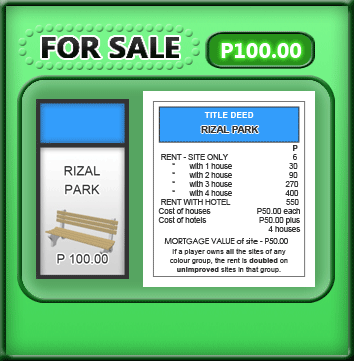 FOR SALE
P100.00
RIZAL
PARK
P 100.00
TITLE DEED
RIZAL PARK
P
RENT - SITE ONLY 6
" with 1 house 30
" with 2 house 90
" with 3 house 270
" with 4 house 400
RENT WITH HOTEL 550
Cost of houses P50.00 each
Cost of hotels P50.00 plus
4 houses
MORTGAGE VALUE of site - P50.00
If a player owns all the sites of any
colour group, the rent is doubled on
unimproved sites in that group.